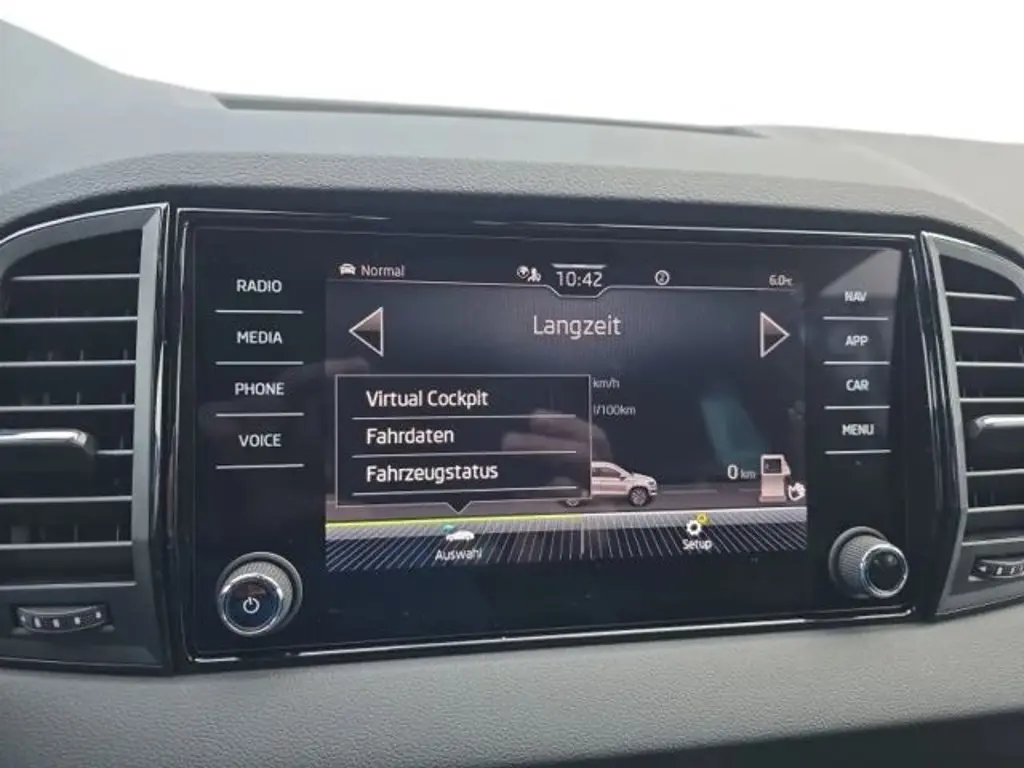 RADIO
MEDIA
PHONE
VOICE
Normal
10:42
2
6.0°C
Langzeit
km/h
l/100km
Virtual Cockpit
Fahrdaten
Fahrzeugstatus
0 km
Auswahl
Setup
NAV
APP
CAR
MENU